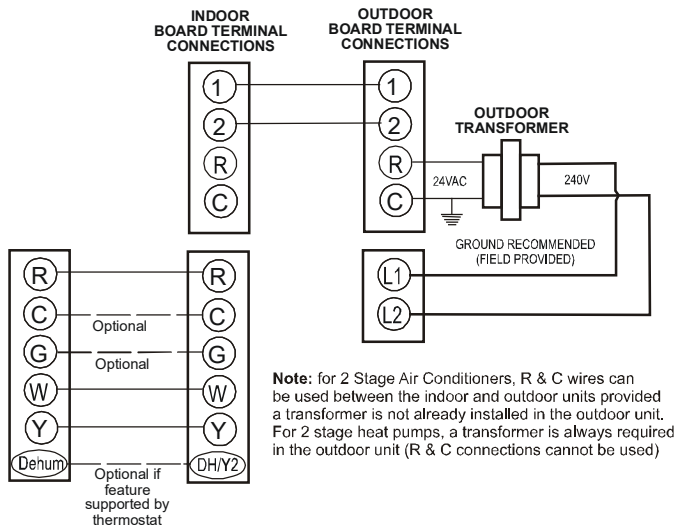 INDOOR
BOARD TERMINAL
CONNECTIONS
OUTDOOR
BOARD TERMINAL
CONNECTIONS
1
1
2
2
R
R
C
C
OUTDOOR
TRANSFORMER
24VAC
240V
GROUND RECOMMENDED
(FIELD PROVIDED)
L1
L2
R
R
C
Optional
C
G
Optional
G
W
W
Y
Y
Dehum
DH/Y2
Optional if
feature
supported by
thermostat
Note: for 2 Stage Air Conditioners, R & C wires can
be used between the indoor and outdoor units provided
a transformer is not already installed in the outdoor unit.
For 2 stage heat pumps, a transformer is always required
in the outdoor unit (R & C connections cannot be used)